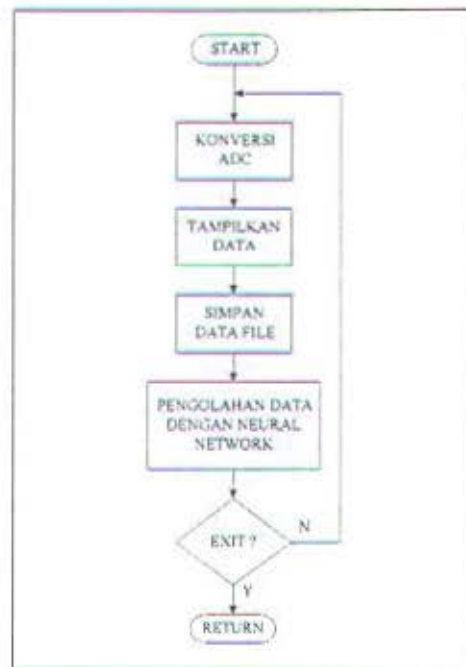 START
KONVERSI
ADC
TAMPILKAN
DATA
SIMPAN
DATA FILE
PENGOLAHAN DATA
DENGAN NEURAL
NETWORK
EXIT ?
N
Y
RETURN